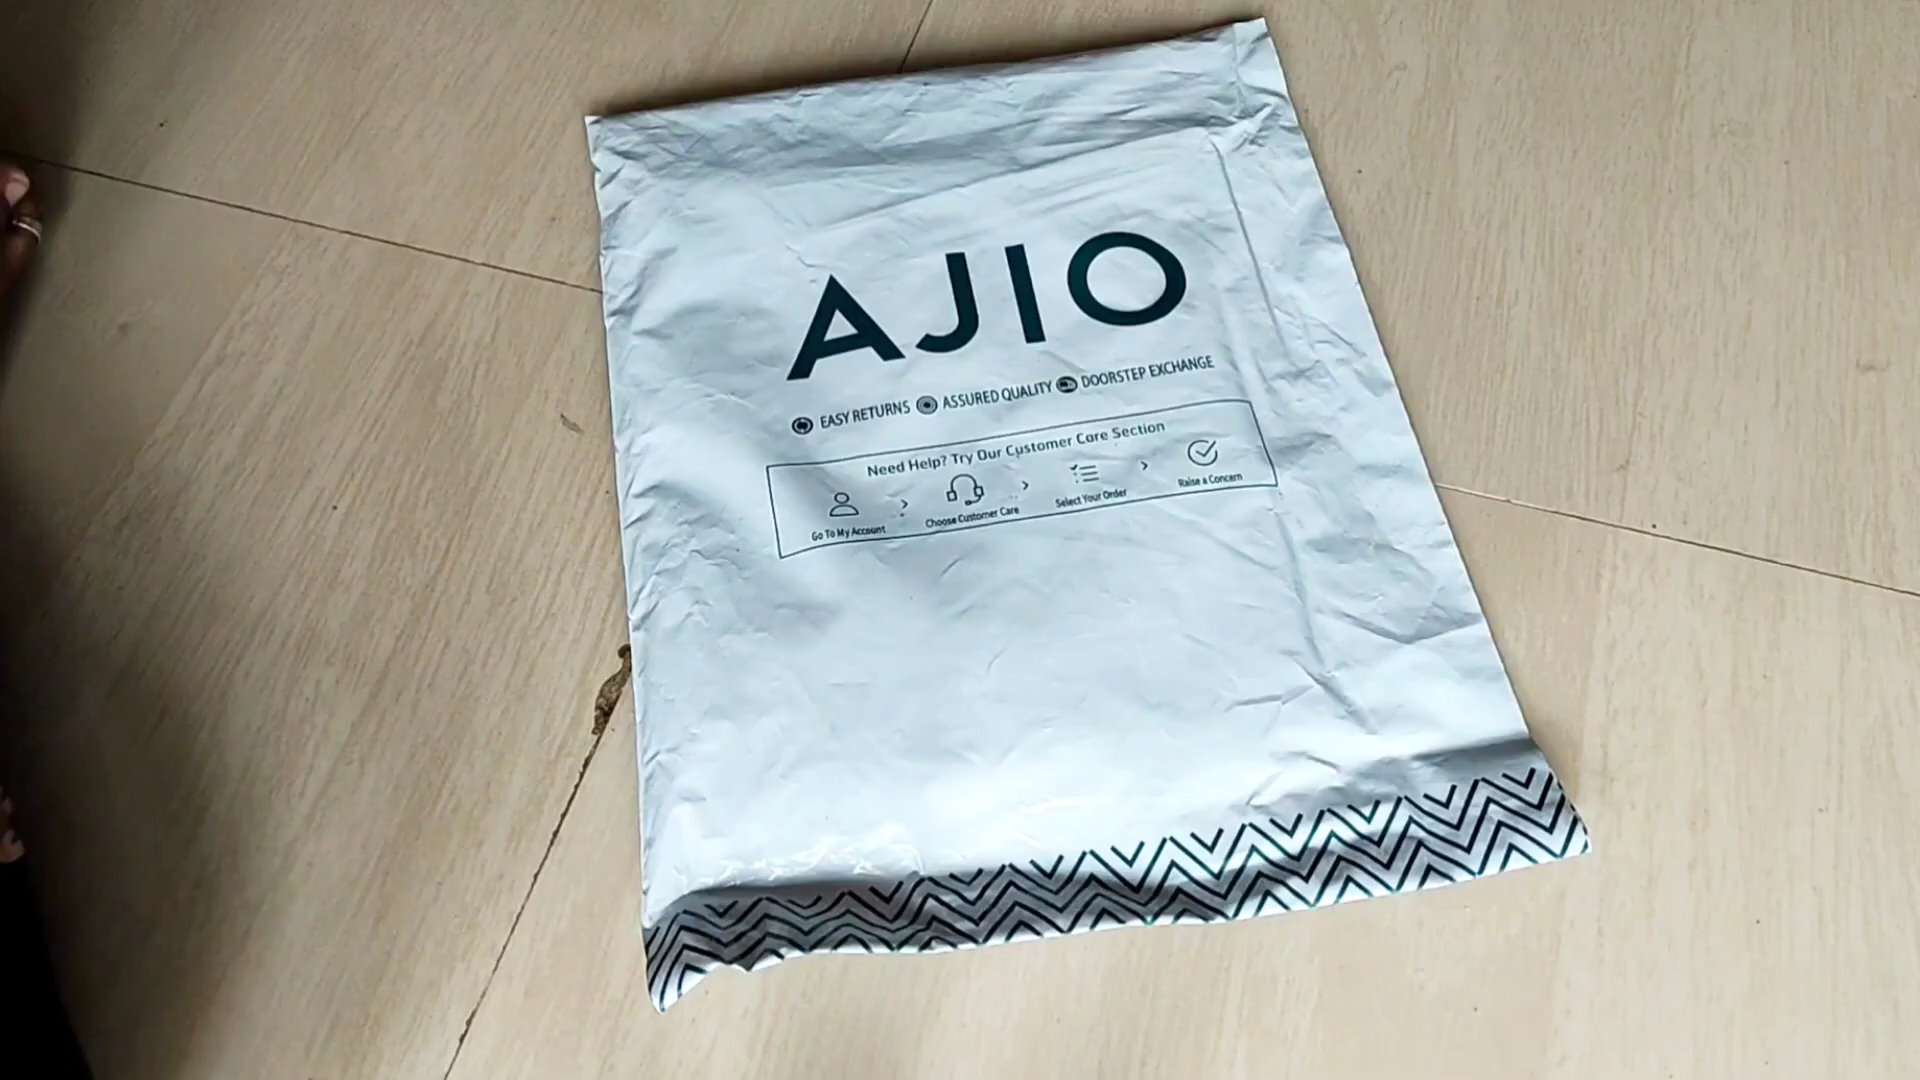 AJIO
EASY RETURNS ASSURED QUALITY DOORSTEP EXCHANGE
Need Help? Try Our Customer Care Section
Go To My Account > Choose Customer Care > Select Your Order > Raise a Concern